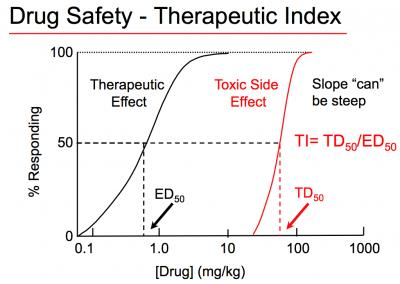 Drug Safety - Therapeutic Index
100
Therapeutic
Effect
Toxic Side
Effect
Slope “can”
be steep
50
TI= TD50/ED50
% Responding
ED50
TD50
0
0.1
1.0
10
100
1000
[Drug] (mg/kg)